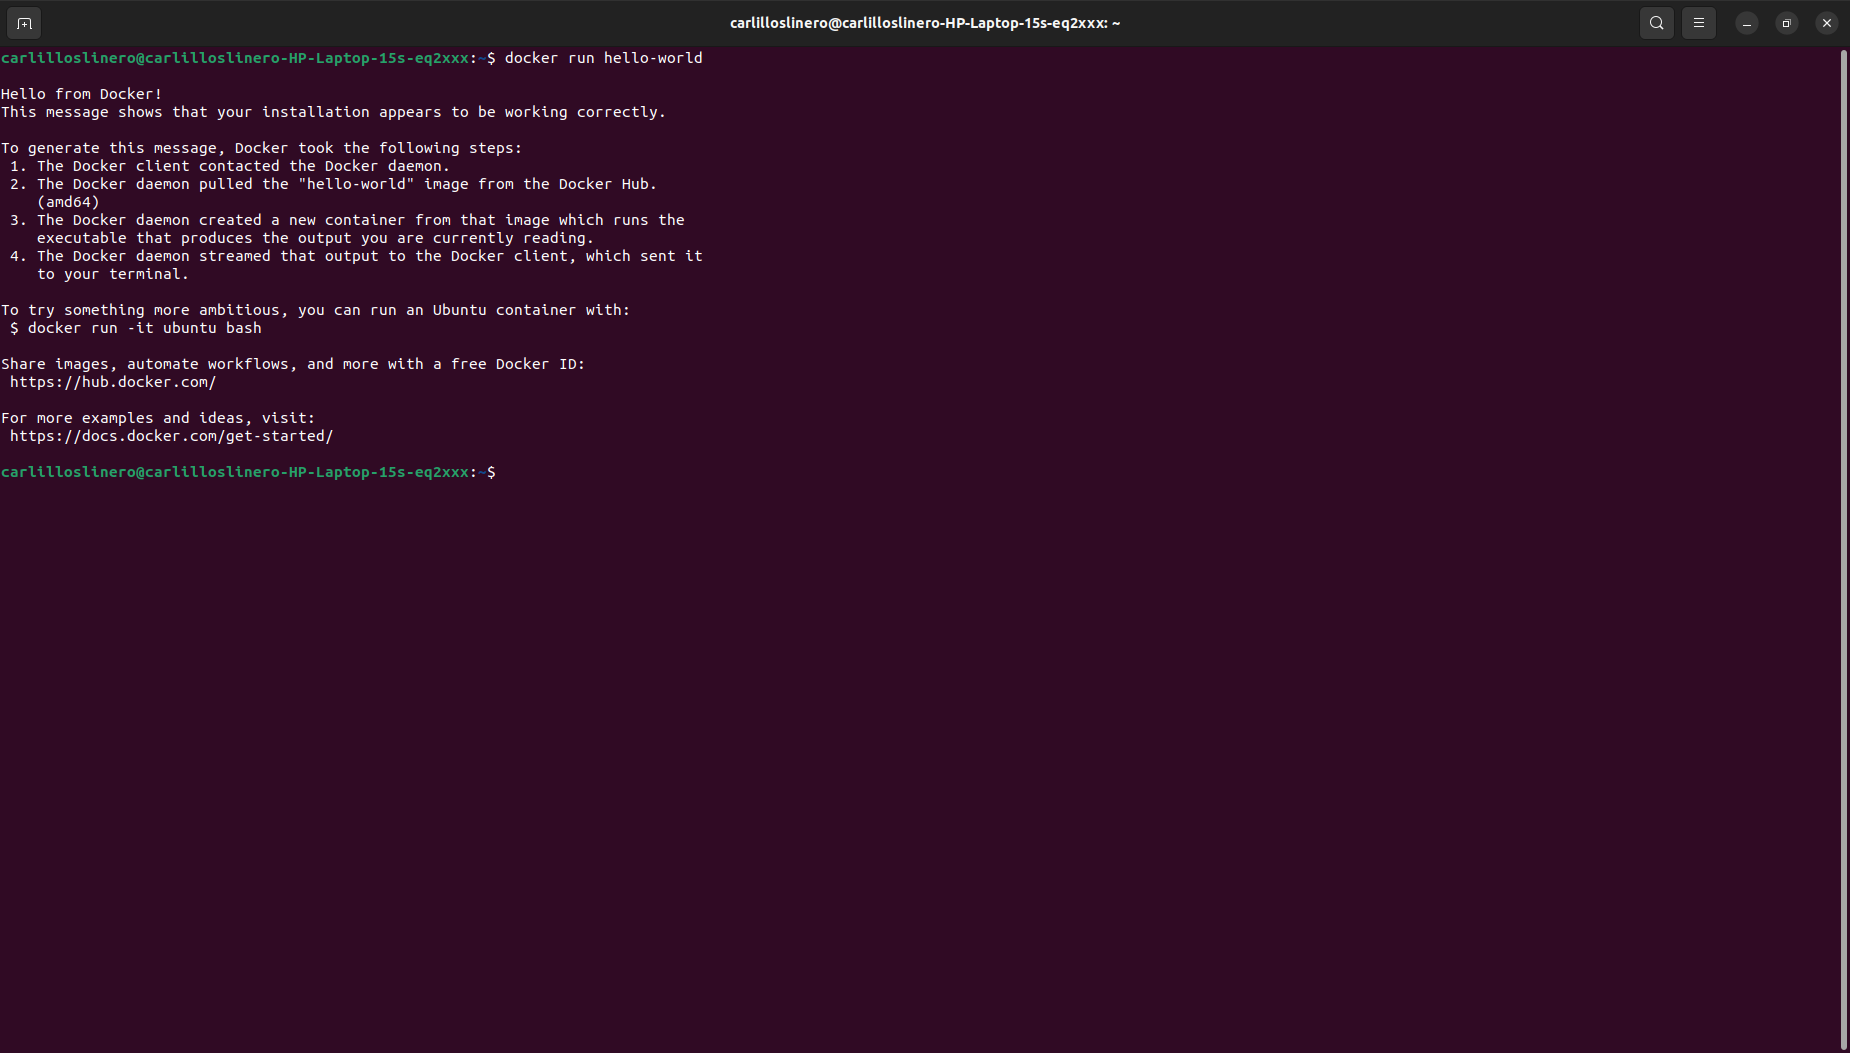 carlilloslinero@carlilloslinero-HP-Laptop-15s-eq2xxx: ~
carlilloslinero@carlilloslinero-HP-Laptop-15s-eq2xxx:~$ docker run hello-world
Hello from Docker!
This message shows that your installation appears to be working correctly.
To generate this message, Docker took the following steps:
1. The Docker client contacted the Docker daemon.
2. The Docker daemon pulled the "hello-world" image from the Docker Hub.
(amd64)
3. The Docker daemon created a new container from that image which runs the
executable that produces the output you are currently reading.
4. The Docker daemon streamed that output to the Docker client, which sent it
to your terminal.
To try something more ambitious, you can run an Ubuntu container with:
$ docker run -it ubuntu bash
Share images, automate workflows, and more with a free Docker ID:
https://hub.docker.com/
For more examples and ideas, visit:
https://docs.docker.com/get-started/
carlilloslinero@carlilloslinero-HP-Laptop-15s-eq2xxx:~$